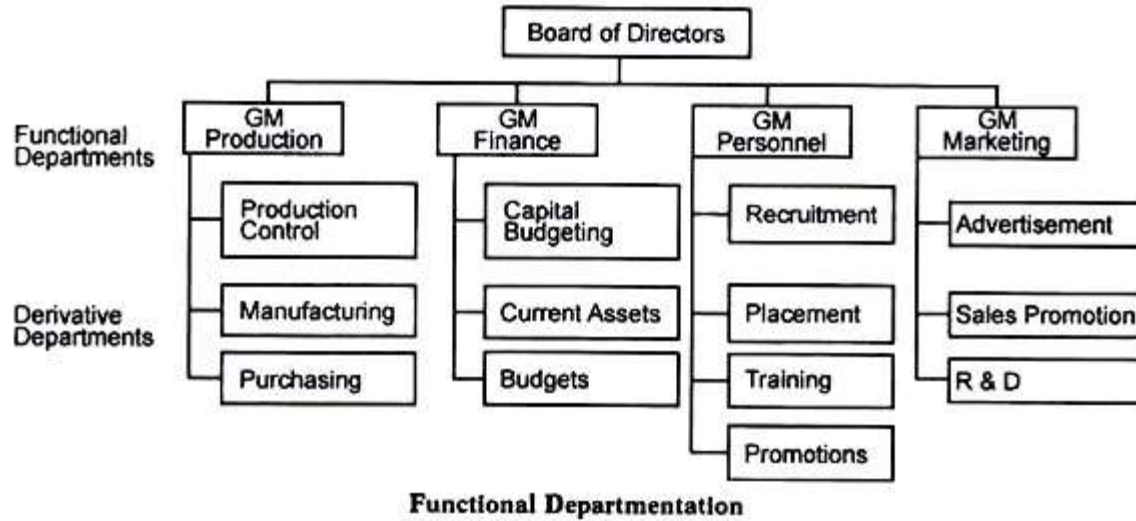 Board of Directors
Functional
Departments
GM
Production
GM
Finance
GM
Personnel
GM
Marketing
Production
Control
Capital
Budgeting
Recruitment
Advertisement
Derivative
Departments
Manufacturing
Current Assets
Placement
Sales Promotion
Purchasing
Budgets
Training
R & D
Promotions
Functional Departmentation